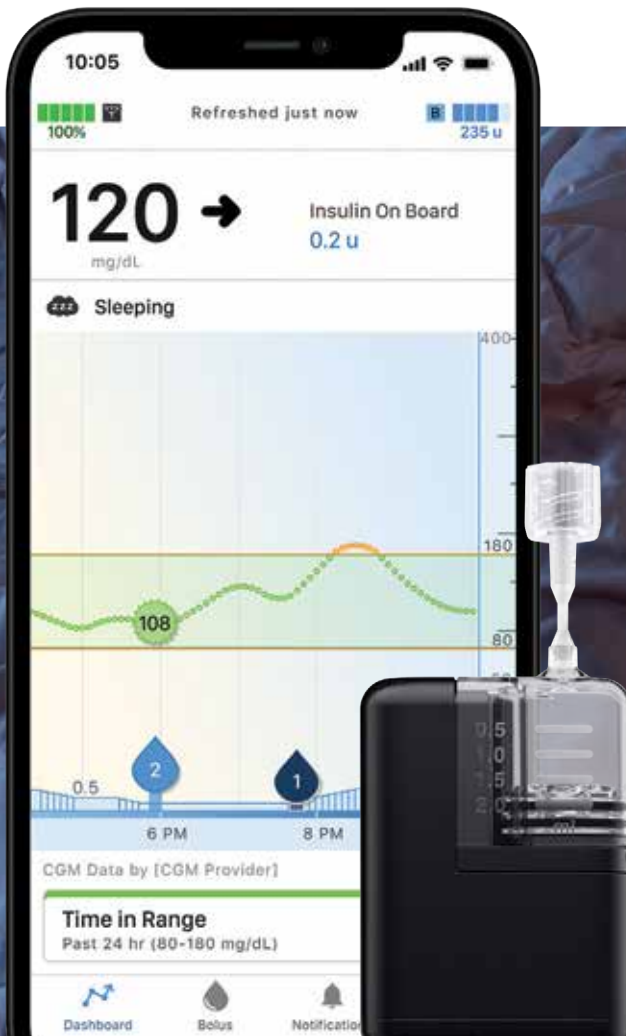 10:05
100%
Refreshed just now
B
235 u
120
mg/dL
Insulin On Board
0.2 u
zzz Sleeping
400
180
108
80
0.5
2
1
6 PM
8 PM
0.5
1.0
1.5
2.0
ml
CGM Data by [CGM Provider]
Time in Range
Past 24 hr (80-180 mg/dL)
Dashboard
Bolus